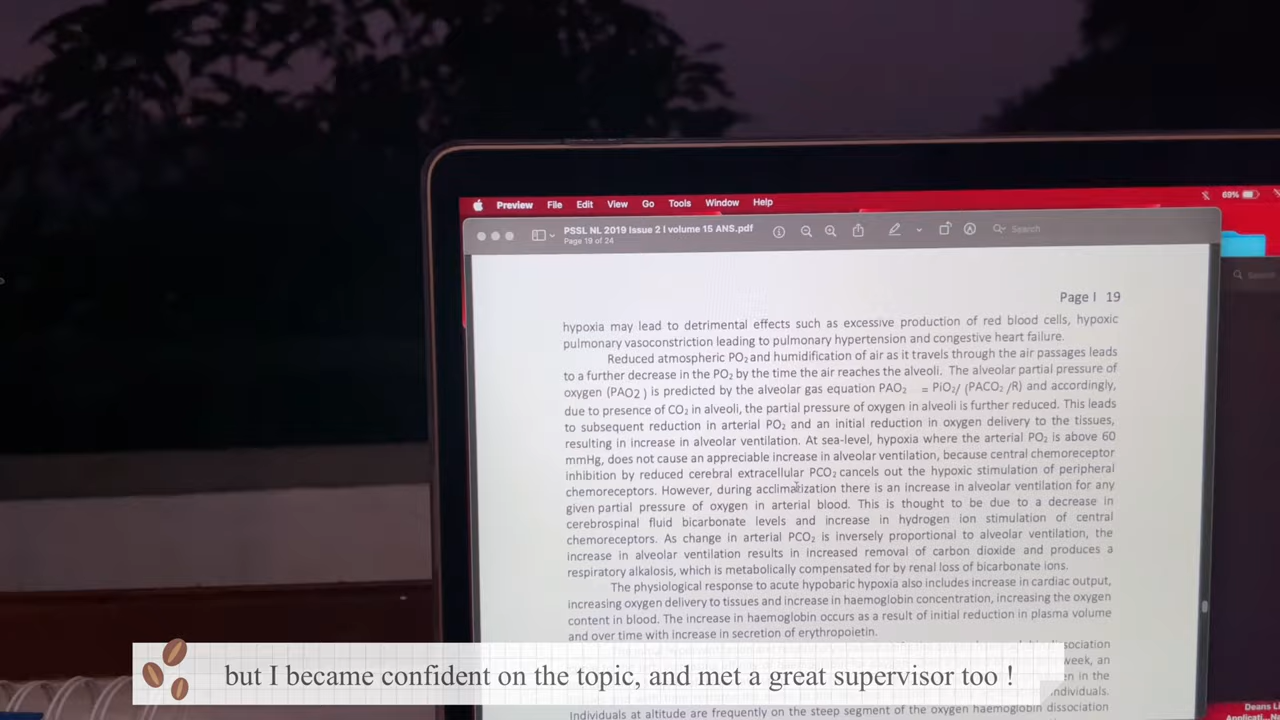 Preview File Edit View Go Tools Window Help
69%
PSSL NL 2019 Issue 2 I volume 15 ANS.pdf
Page 19 of 24
Search
Page I 19
hypoxia may lead to detrimental effects such as excessive production of red blood cells, hypoxic
pulmonary vasoconstriction leading to pulmonary hypertension and congestive heart failure.
Reduced atmospheric PO₂ and humidification of air as it travels through the air passages leads
to a further decrease in the PO₂ by the time the air reaches the alveoli. The alveolar partial pressure of
oxygen (PAO2 ) is predicted by the alveolar gas equation PAO₂ = PiO₂/ (PACO₂ /R) and accordingly,
due to presence of CO₂ in alveoli, the partial pressure of oxygen in alveoli is further reduced. This leads
to subsequent reduction in arterial PO₂ and an initial reduction in oxygen delivery to the tissues,
resulting in increase in alveolar ventilation. At sea-level, hypoxia where the arterial PO₂ is above 60
mmHg, does not cause an appreciable increase in alveolar ventilation, because central chemoreceptor
inhibition by reduced cerebral extracellular PCO₂ cancels out the hypoxic stimulation of peripheral
chemoreceptors. However, during acclimatization there is an increase in alveolar ventilation for any
given partial pressure of oxygen in arterial blood. This is thought to be due to a decrease in
cerebrospinal fluid bicarbonate levels and increase in hydrogen ion stimulation of central
chemoreceptors. As change in arterial PCO₂ is inversely proportional to alveolar ventilation, the
increase in alveolar ventilation results in increased removal of carbon dioxide and produces a
respiratory alkalosis, which is metabolically compensated for by renal loss of bicarbonate ions.
The physiological response to acute hypobaric hypoxia also includes increase in cardiac output,
increasing oxygen delivery to tissues and increase in haemoglobin concentration, increasing the oxygen
content in blood. The increase in haemoglobin occurs as a result of initial reduction in plasma volume
and over time with increase in secretion of erythropoietin.
week, an
in the
individuals.
Individuals at altitude are frequently on the steep segment of the oxygen haemoglobin dissociation
but I became confident on the topic, and met a great supervisor too !